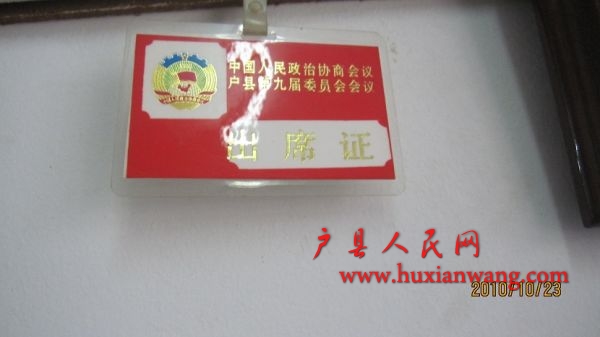 中国人民政治协商会议
户县第九届委员会会议
出席证
户县人民网
www.huxianwang.com
2010/10/23